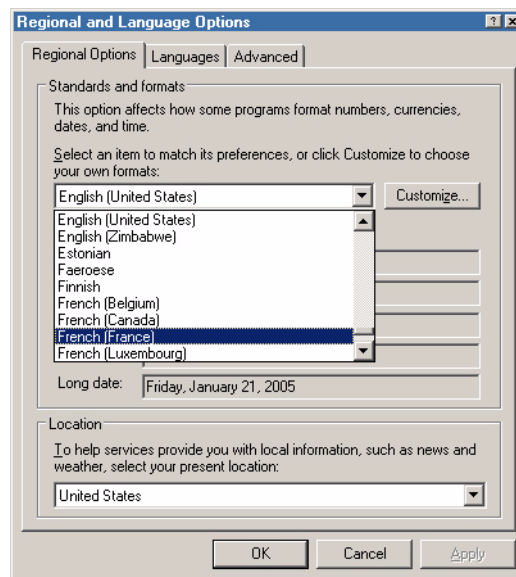 Regional and Language Options
Regional Options Languages Advanced
Standards and formats
This option affects how some programs format numbers, currencies,
dates, and time.
Select an item to match its preferences, or click Customize to choose
your own formats:
English (United States) Customize...
English (United States)
English (Zimbabwe)
Estonian
Faeroese
Finnish
French (Belgium)
French (Canada)
French (France)
French (Luxembourg)
Long date: Friday, January 21, 2005
Location
To help services provide you with local information, such as news and
weather, select your present location:
United States
OK Cancel Apply